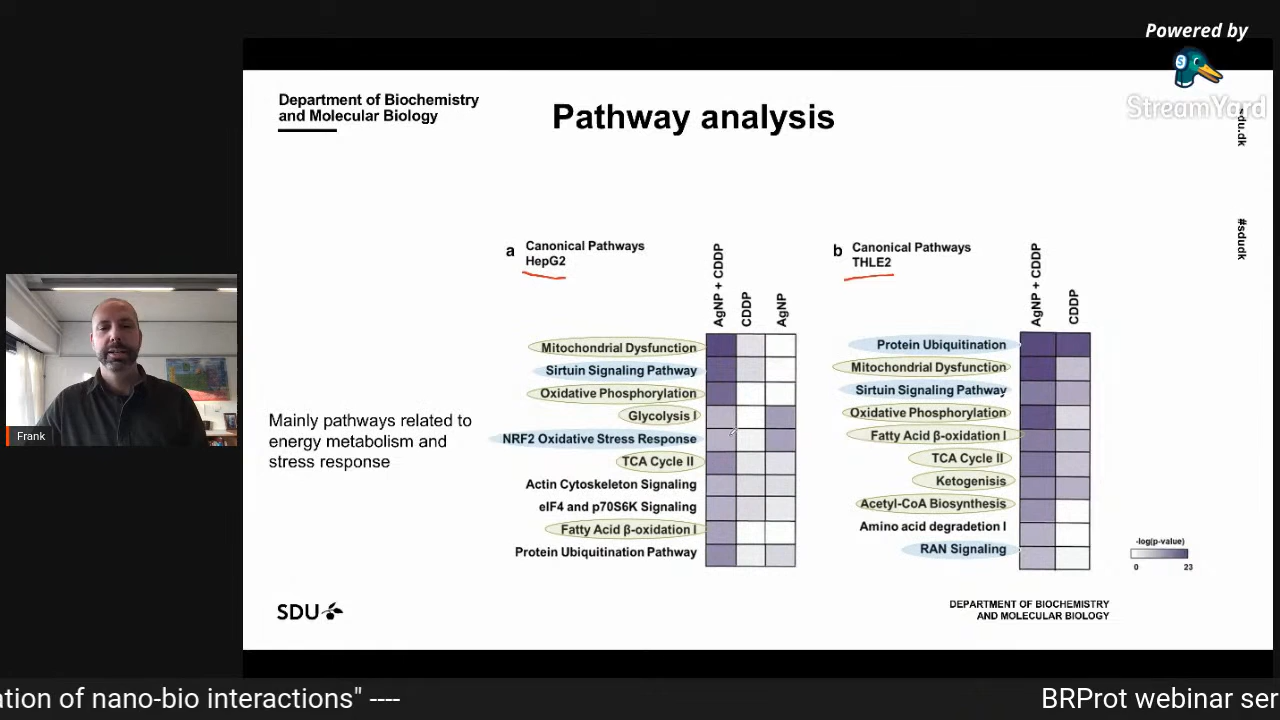 Powered by
StreamYard
Department of Biochemistry
and Molecular Biology
Pathway analysis
sdu.dk
#sdudk
a
Canonical Pathways
HepG2
AgNP + CDDP
CDDP
AgNP
Mitochondrial Dysfunction
Sirtuin Signaling Pathway
Oxidative Phosphorylation
Glycolysis I
NRF2 Oxidative Stress Response
TCA Cycle II
Actin Cytoskeleton Signaling
eIF4 and p70S6K Signaling
Fatty Acid β-oxidation I
Protein Ubiquitination Pathway
b
Canonical Pathways
THLE2
AgNP + CDDP
CDDP
Protein Ubiquitination
Mitochondrial Dysfunction
Sirtuin Signaling Pathway
Oxidative Phosphorylation
Fatty Acid β-oxidation I
TCA Cycle II
Ketogenisis
Acetyl-CoA Biosynthesis
Amino acid degradetion I
RAN Signaling
-log(p-value)
0 23
Mainly pathways related to
energy metabolism and
stress response
Frank
SDU
DEPARTMENT OF BIOCHEMISTRY
AND MOLECULAR BIOLOGY
ation of nano-bio interactions" ---- BRProt webinar ser